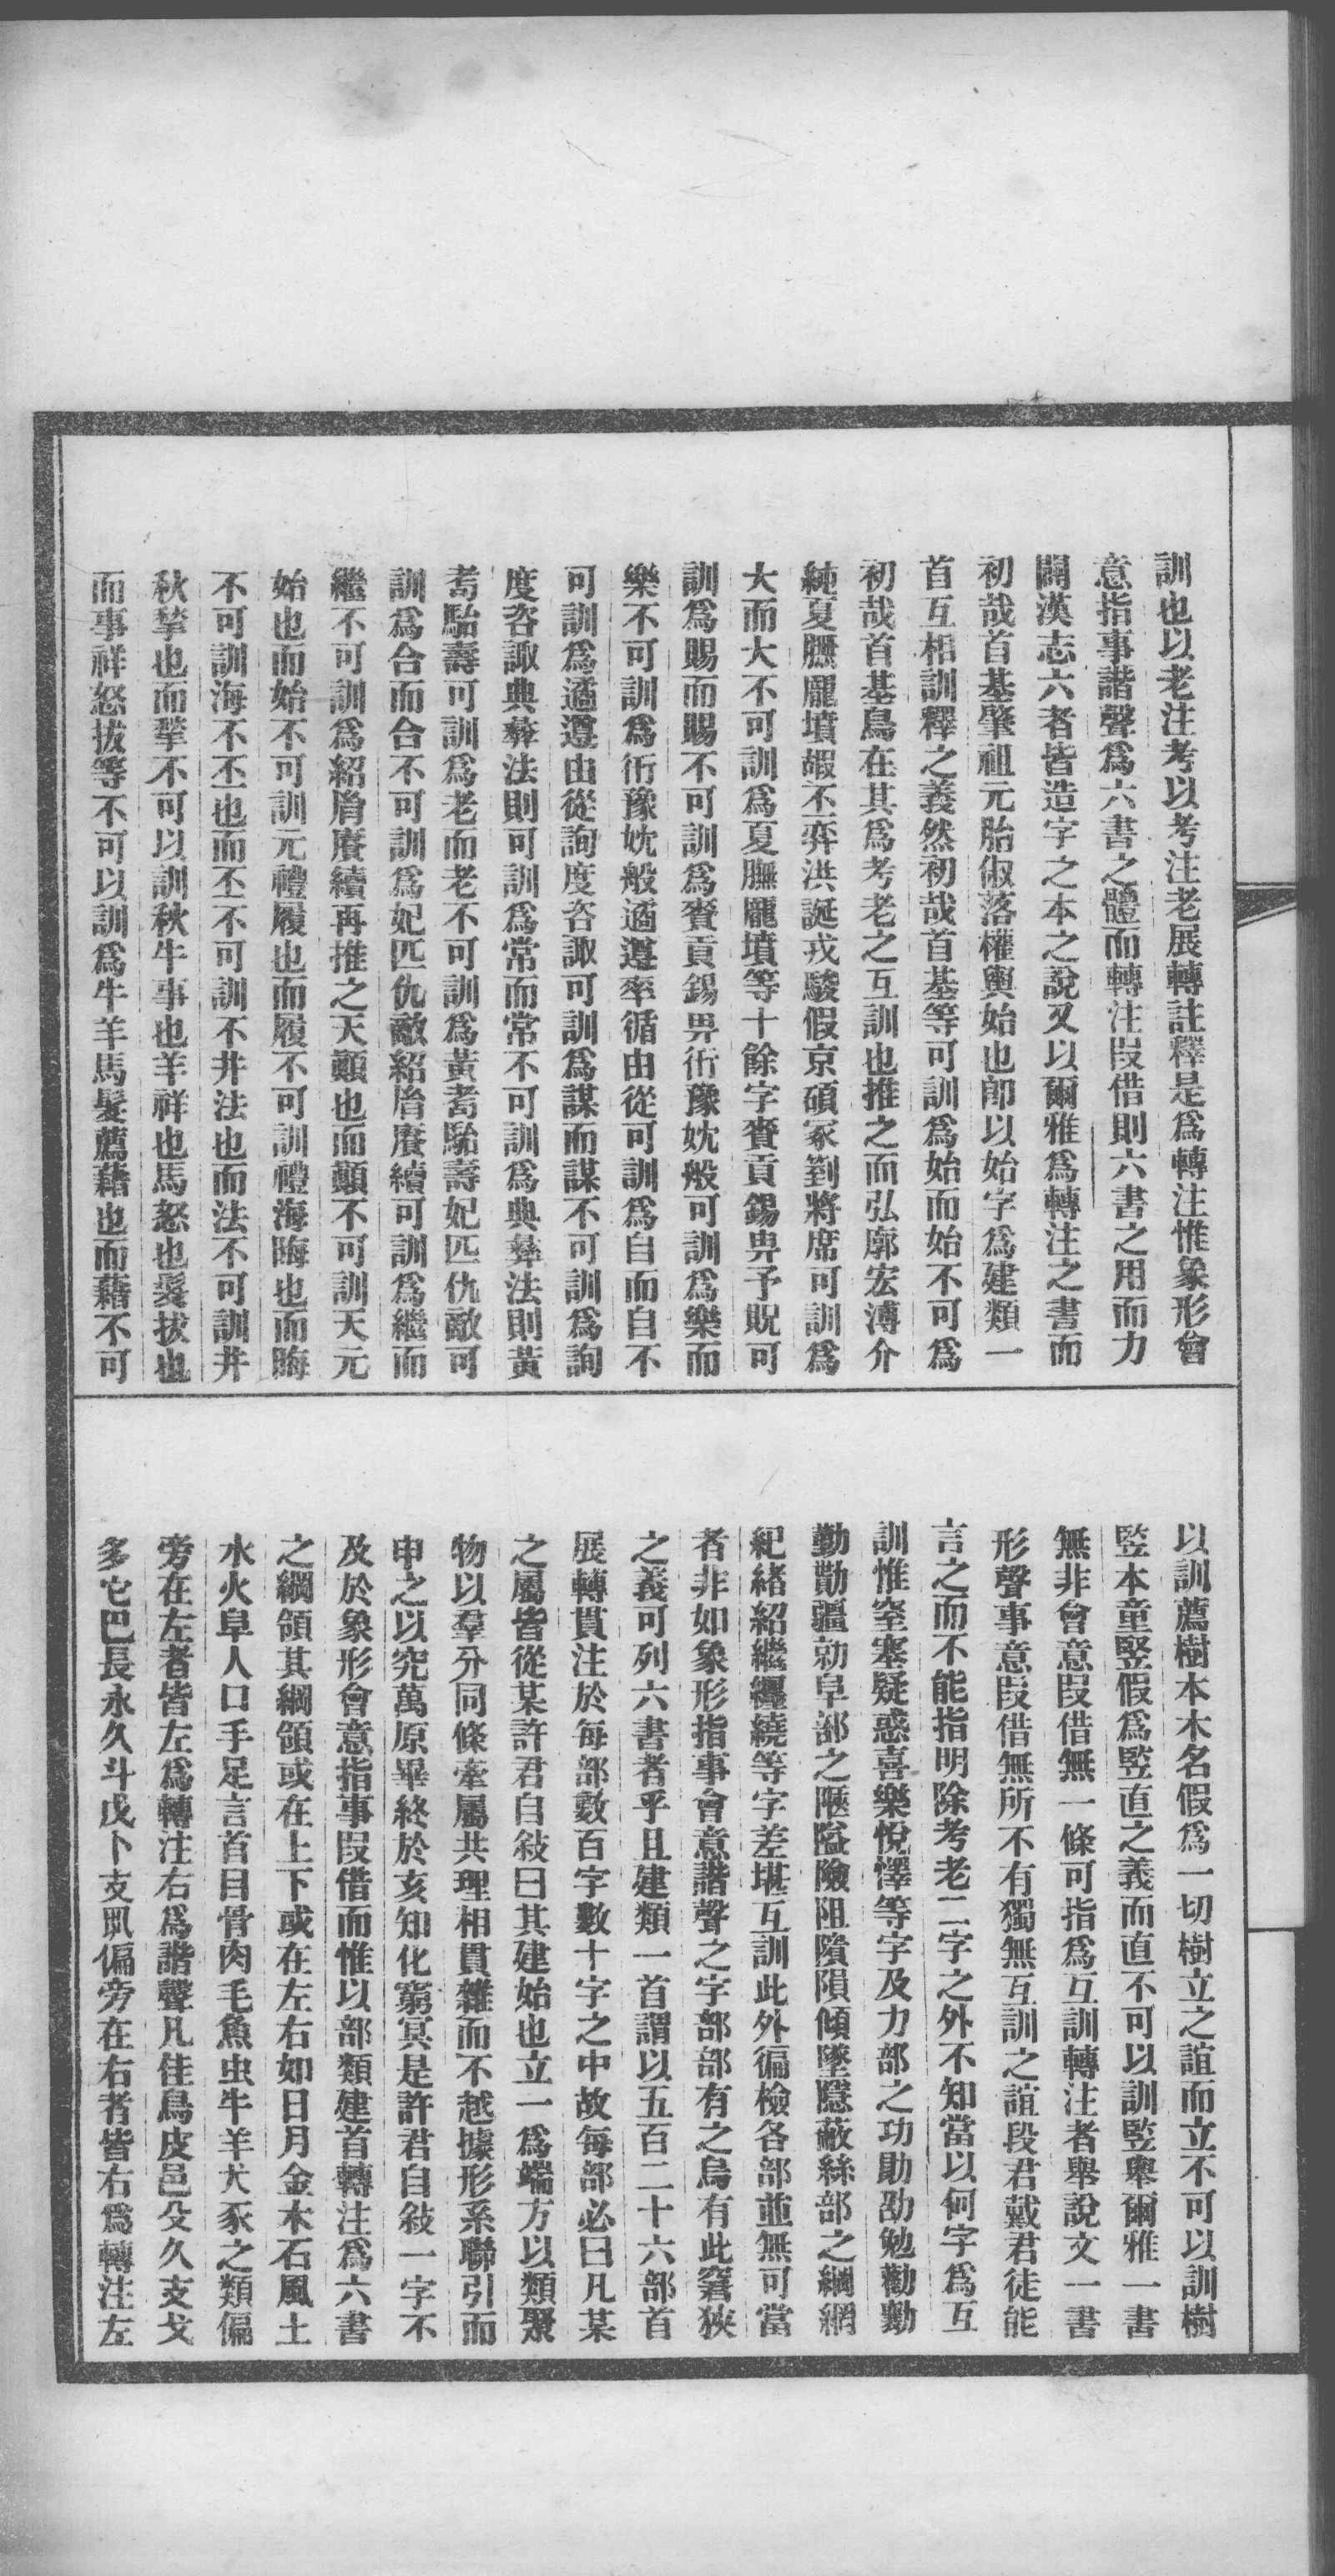 訓也以老注考以考注老展轉註釋是爲轉注惟象形會
意指事諧聲爲六書之體而轉注叚借則六書之用而力
闢漢志六者皆造字之本之說又以爾雅爲轉注之書而
初哉首基肇祖元胎俶落權輿始也卽以始字爲建類一
首互相訓釋之義然初哉首基等可訓爲始而始不可爲
初哉首基烏在其爲考老之互訓也推之而弘廓宏溥介
純夏膴厖墳嘏丕弈洪誕戎駿假京碩冢箌將席可訓爲
大而大不可訓爲夏膴龐墳等十餘字賚貢錫畀予貺可
訓爲賜而賜不可訓爲賚貢錫畀衎豫妉般可訓爲樂而
樂不可訓爲衎豫妉般遹遵率循由從可訓爲自而自不
可訓爲遹遵由從詢度咨諏可訓爲謀而謀不可訓爲詢
度咨諏典彝法則可訓爲常而常不可訓爲典彝法則黃
耇駘壽可訓爲老而老不可訓爲黃耇駘壽妃匹仇敵可
訓爲合而合不可訓爲妃匹仇敵紹胤賡續可訓爲繼而
繼不可訓爲紹胤賡續再推之天顚也而顚不可訓天元
始也而始不可訓元禮履也而履不可訓禮海晦也而晦
不可訓海不丕也而丕不可訓不井法也而法不可訓井
秋揫也而揫不可以訓秋牛事也羊祥也馬怒也髮拔也
而事祥怒拔等不可以訓爲牛羊馬髮薦藉也而藉不可
以訓薦樹本木名假爲一切樹立之誼而立不可以訓樹
豎本童豎假爲豎直之義而直不可以訓豎舉爾雅一書
無非會意叚借無一條可指爲互訓轉注者舉說文一書
形聲事意叚借無所不有獨無互訓之誼段君戴君徒能
言之而不能指明除考老二字之外不知當以何字爲互
訓惟窒塞疑惑喜樂悅懌等字及力部之功勛劭勉勸勦
勤勩疆勍阜部之陋隘險阻隤隕傾墜隱蔽絲部之綱網
紀緒紹繼纒繞等字差堪互訓此外徧檢各部並無可當
者非如象形指事會意諧聲之字部部有之烏有此窘狹
之義可列六書者乎且建類一首謂以五百二十六部首
展轉貫注於每部數百字數十字之中故每部必曰凡某
之屬皆從某許君自敍曰其建始也立一爲端方以類聚
物以羣分同條牽屬共理相貫雜而不越據形系聯引而
申之以究萬原畢終於亥知化窮冥是許君自敍一字不
及於象形會意指事叚借而惟以部類建首轉注爲六書
之綱領其綱領或在上下或在左右如日月金木石風土
水火阜人口手足言首目骨肉毛魚虫牛羊犬豕之類偏
旁在左者皆左爲轉注右爲諧聲凡隹鳥皮邑殳久支戈
多它巴長永久斗戊卜支丮偏旁在右者皆右爲轉注左